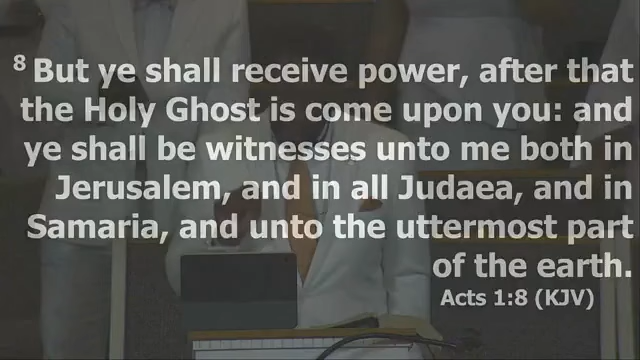 8 But ye shall receive power, after that
the Holy Ghost is come upon you: and
ye shall be witnesses unto me both in
Jerusalem, and in all Judaea, and in
Samaria, and unto the uttermost part
of the earth.
Acts 1:8 (KJV)